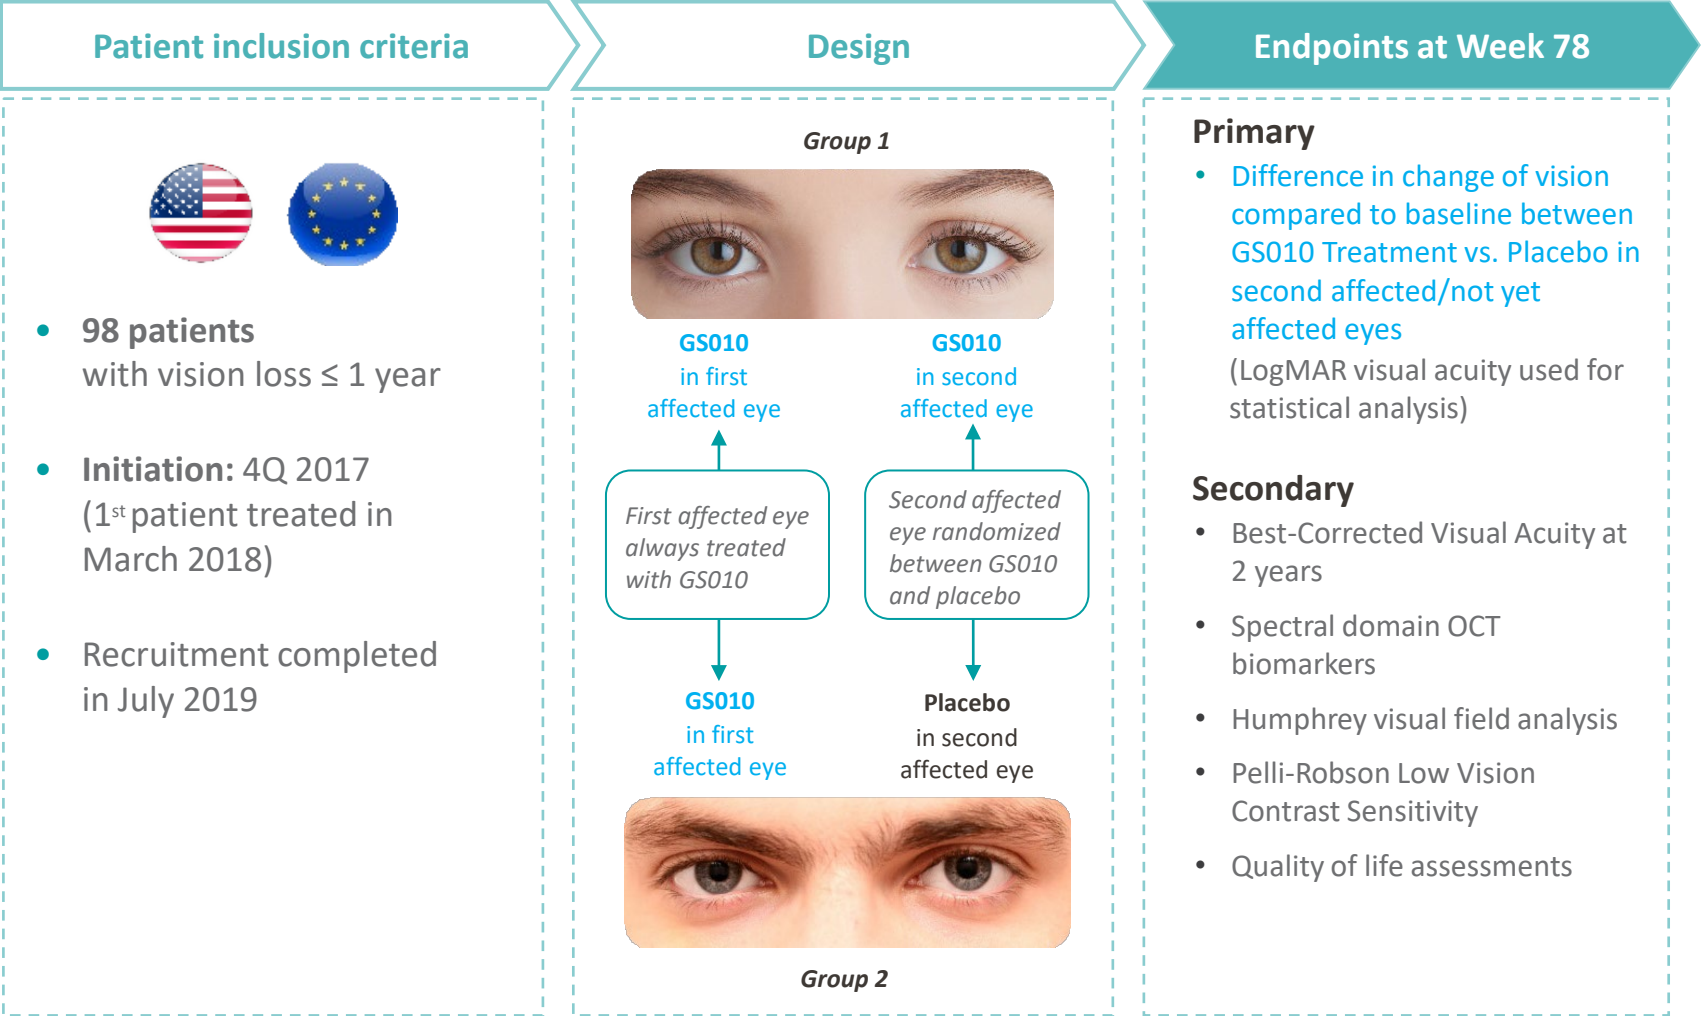 Patient inclusion criteria
98 patients
with vision loss ≤ 1 year
Initiation: 4Q 2017
(1st patient treated in
March 2018)
Recruitment completed
in July 2019
Design
Group 1
GS010
in first
affected eye
GS010
in second
affected eye
First affected eye
always treated
with GS010
Second affected
eye randomized
between GS010
and placebo
GS010
in first
affected eye
Placebo
in second
affected eye
Group 2
Endpoints at Week 78
Primary
• Difference in change of vision
compared to baseline between
GS010 Treatment vs. Placebo in
second affected/not yet
affected eyes
(LogMAR visual acuity used for
statistical analysis)
Secondary
• Best-Corrected Visual Acuity at
2 years
• Spectral domain OCT
biomarkers
• Humphrey visual field analysis
• Pelli-Robson Low Vision
Contrast Sensitivity
• Quality of life assessments